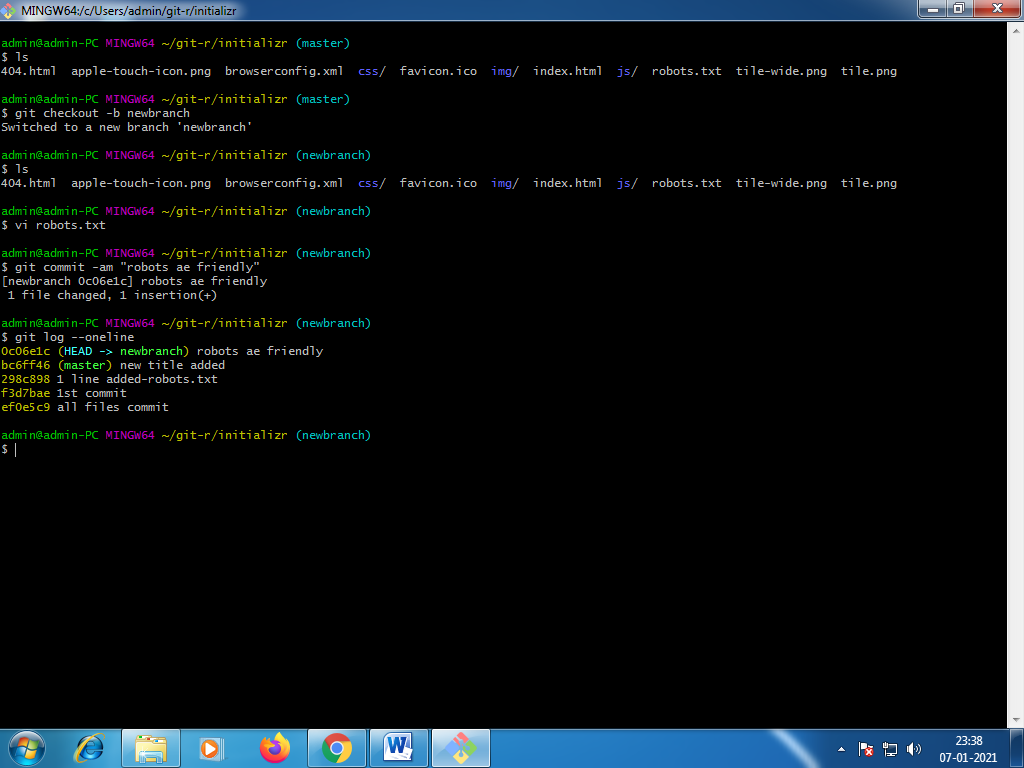 MINGW64:/c/Users/admin/git-r/initializr
admin@admin-PC MINGW64 ~/git-r/initializr (master)
$ ls
404.html  apple-touch-icon.png  browserconfig.xml  css/  favicon.ico  img/  index.html  js/  robots.txt  tile-wide.png  tile.png
admin@admin-PC MINGW64 ~/git-r/initializr (master)
$ git checkout -b newbranch
Switched to a new branch 'newbranch'
admin@admin-PC MINGW64 ~/git-r/initializr (newbranch)
$ ls
404.html  apple-touch-icon.png  browserconfig.xml  css/  favicon.ico  img/  index.html  js/  robots.txt  tile-wide.png  tile.png
admin@admin-PC MINGW64 ~/git-r/initializr (newbranch)
$ vi robots.txt
admin@admin-PC MINGW64 ~/git-r/initializr (newbranch)
$ git commit -am "robots ae friendly"
[newbranch 0c06e1c] robots ae friendly
 1 file changed, 1 insertion(+)
admin@admin-PC MINGW64 ~/git-r/initializr (newbranch)
$ git log --oneline
0c06e1c (HEAD -> newbranch) robots ae friendly
bc6ff46 (master) new title added
298c898 1 line added-robots.txt
f3d7bae 1st commit
ef0e5c9 all files commit
admin@admin-PC MINGW64 ~/git-r/initializr (newbranch)
$
23:38
07-01-2021